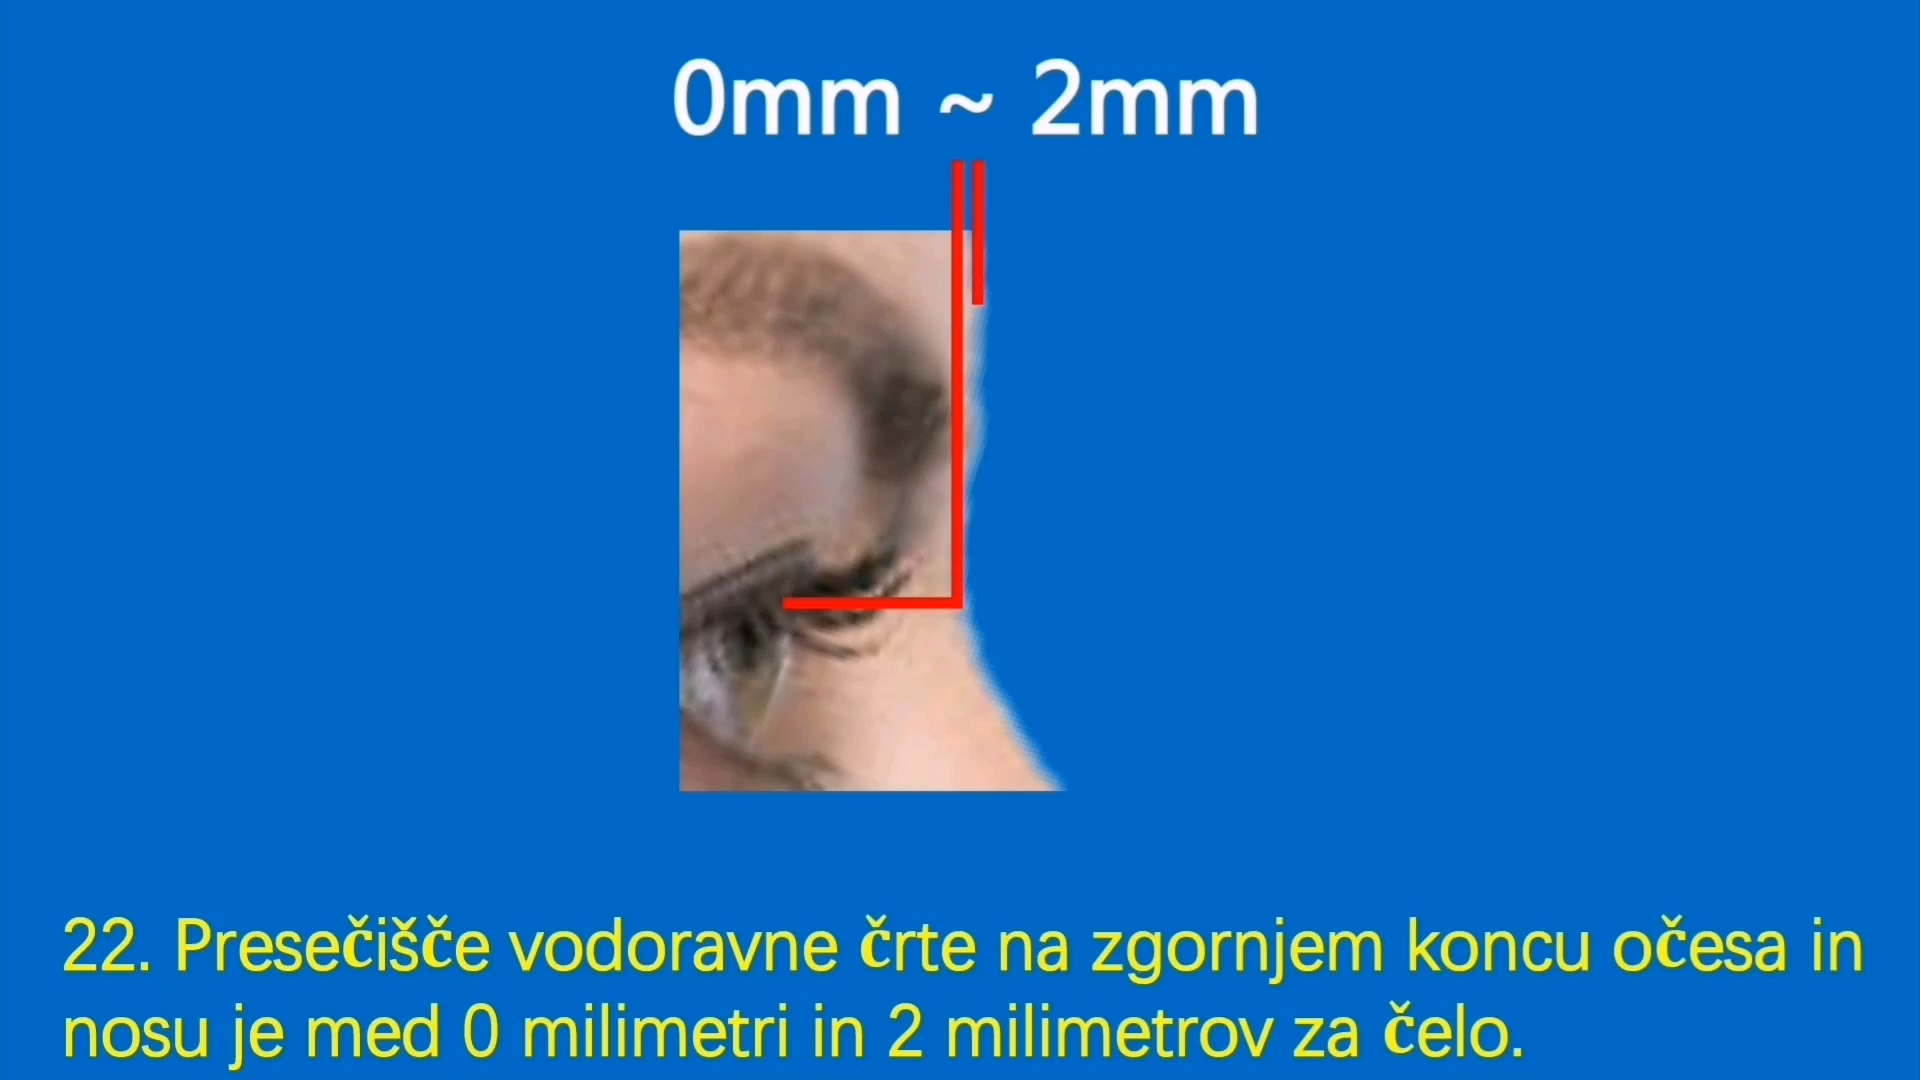 0mm ~ 2mm
22. Presečišče vodoravne črte na zgornjem koncu očesa in
nosu je med 0 milimetri in 2 milimetrov za čelo.